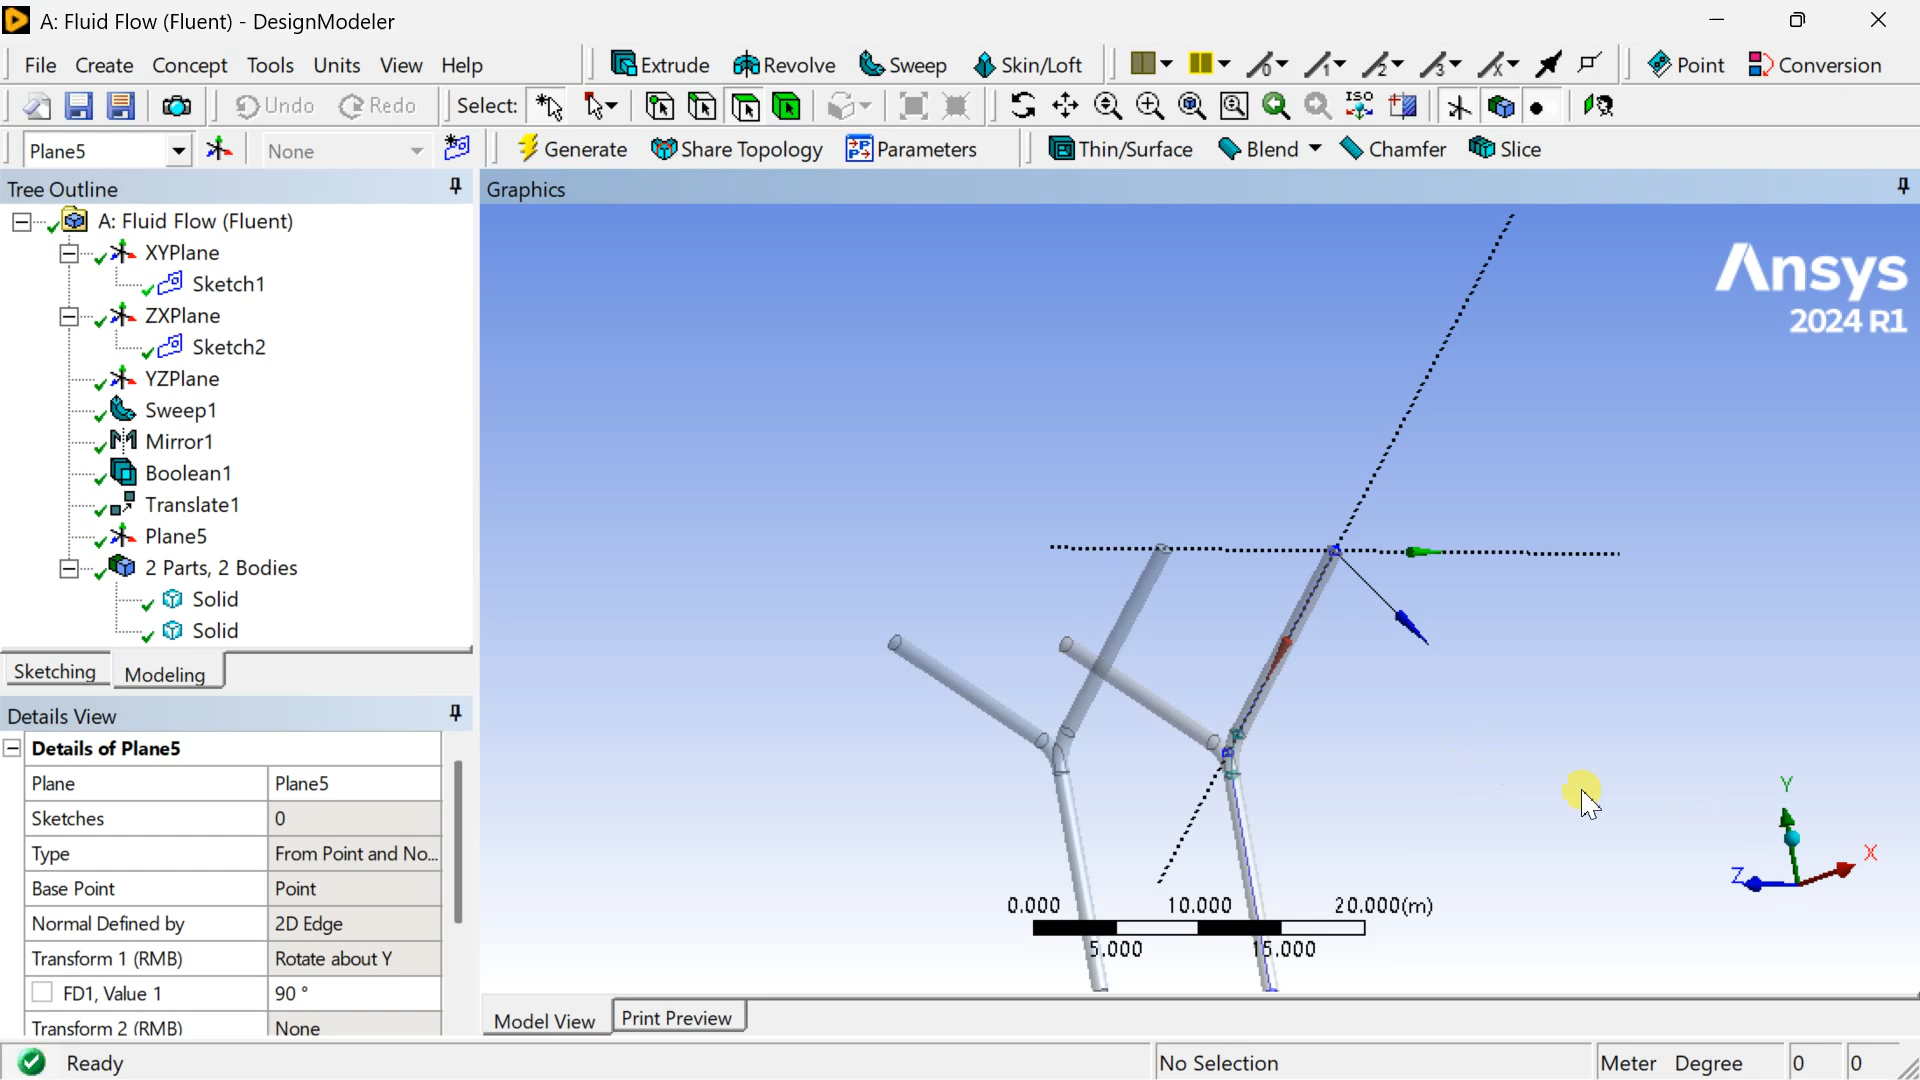 A: Fluid Flow (Fluent) - DesignModeler
File Create Concept Tools Units View Help
Extrude Revolve Sweep Skin/Loft
Point Conversion
Undo Redo Select:
ISO
Plane5 None Generate Share Topology Parameters Thin/Surface Blend Chamfer Slice
Tree Outline
A: Fluid Flow (Fluent)
XYPlane
Sketch1
ZXPlane
Sketch2
YZPlane
Sweep1
Mirror1
Boolean1
Translate1
Plane5
2 Parts, 2 Bodies
Solid
Solid
Sketching Modeling
Details View
Details of Plane5
Plane Plane5
Sketches 0
Type From Point and No...
Base Point Point
Normal Defined by 2D Edge
Transform 1 (RMB) Rotate about Y
FD1, Value 1 90 °
Transform 2 (RMB) None
Graphics
Ansys
2024 R1
Y
X
Z
0.000 10.000 20.000(m)
5.000 15.000
Model View Print Preview
Ready No Selection Meter Degree 0 0